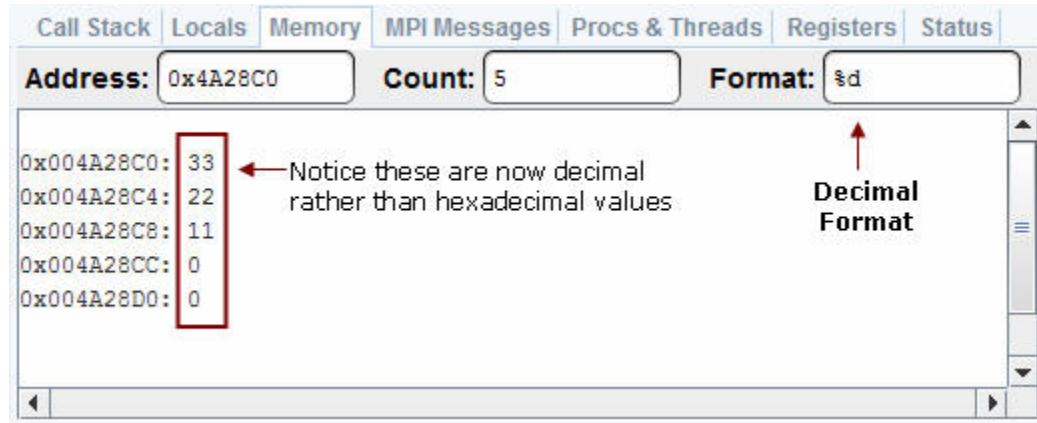 Call Stack Locals Memory MPI Messages Procs & Threads Registers Status
Address: 0x4A28C0 Count: 5 Format: %d
0x004A28C0: 33
0x004A28C4: 22
0x004A28C8: 11
0x004A28CC: 0
0x004A28D0: 0
Notice these are now decimal
rather than hexadecimal values
Decimal
Format